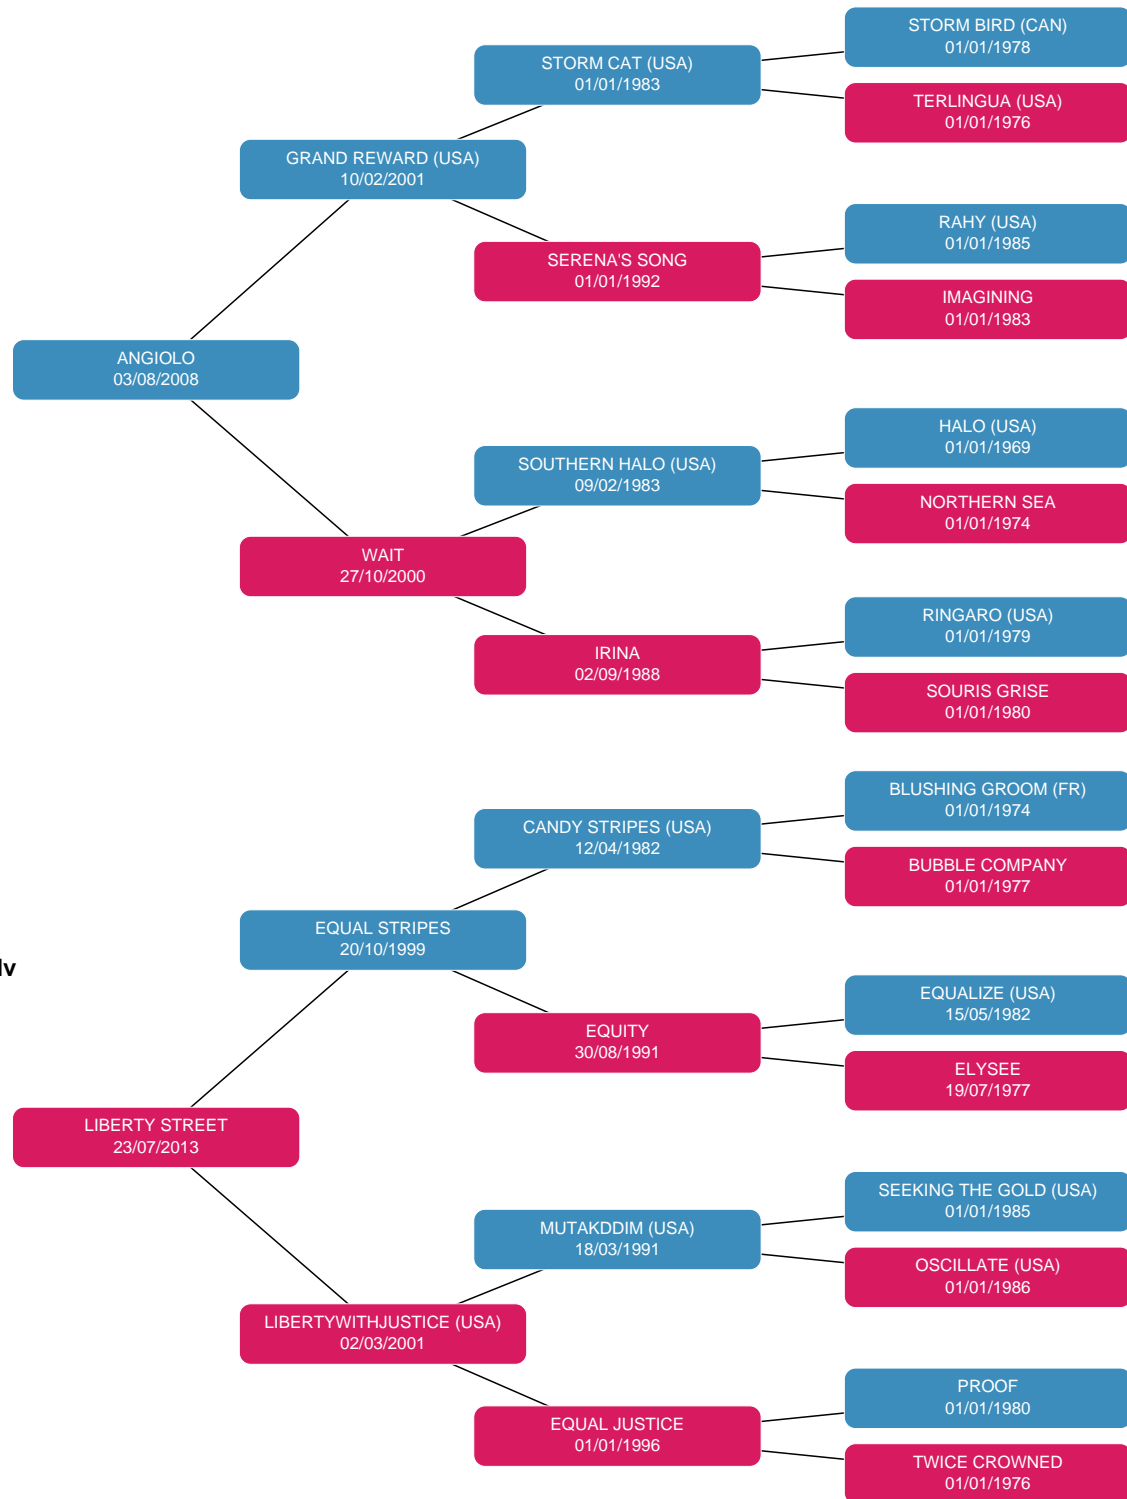 STORM BIRD (CAN)
01/01/1978
STORM CAT (USA)
01/01/1983
TERLINGUA (USA)
01/01/1976
GRAND REWARD (USA)
10/02/2001
RAHY (USA)
01/01/1985
SERENA'S SONG
01/01/1992
IMAGINING
01/01/1983
ANGIOLO
03/08/2008
HALO (USA)
01/01/1969
SOUTHERN HALO (USA)
09/02/1983
NORTHERN SEA
01/01/1974
WAIT
27/10/2000
RINGARO (USA)
01/01/1979
IRINA
02/09/1988
SOURIS GRISE
01/01/1980
BLUSHING GROOM (FR)
01/01/1974
CANDY STRIPES (USA)
12/04/1982
BUBBLE COMPANY
01/01/1977
EQUAL STRIPES
20/10/1999
EQUALIZE (USA)
15/05/1982
EQUITY
30/08/1991
ELYSEE
19/07/1977
LIBERTY STREET
23/07/2013
SEEKING THE GOLD (USA)
01/01/1985
MUTAKDDIM (USA)
18/03/1991
OSCILLATE (USA)
01/01/1986
LIBERTYWITHJUSTICE (USA)
02/03/2001
PROOF
01/01/1980
EQUAL JUSTICE
01/01/1996
TWICE CROWNED
01/01/1976